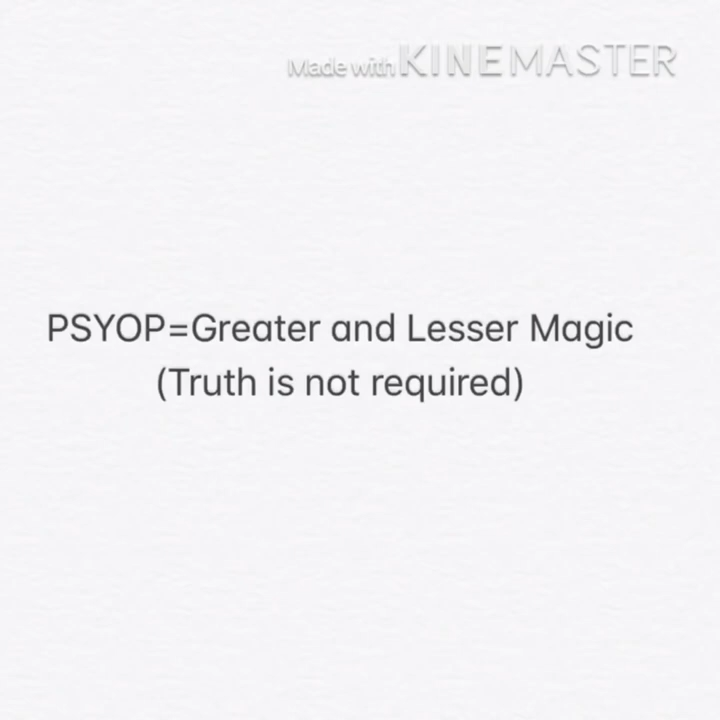 Made with KINEMASTER
PSYOP=Greater and Lesser Magic
(Truth is not required)